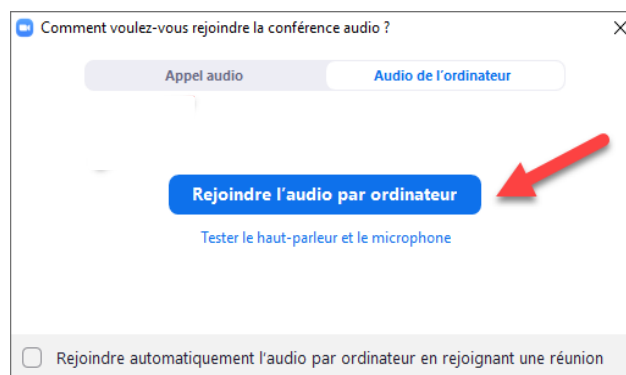 Comment voulez-vous rejoindre la conférence audio ?
Appel audio
Audio de l'ordinateur
Rejoindre l'audio par ordinateur
Tester le haut-parleur et le microphone
Rejoindre automatiquement l'audio par ordinateur en rejoignant une réunion